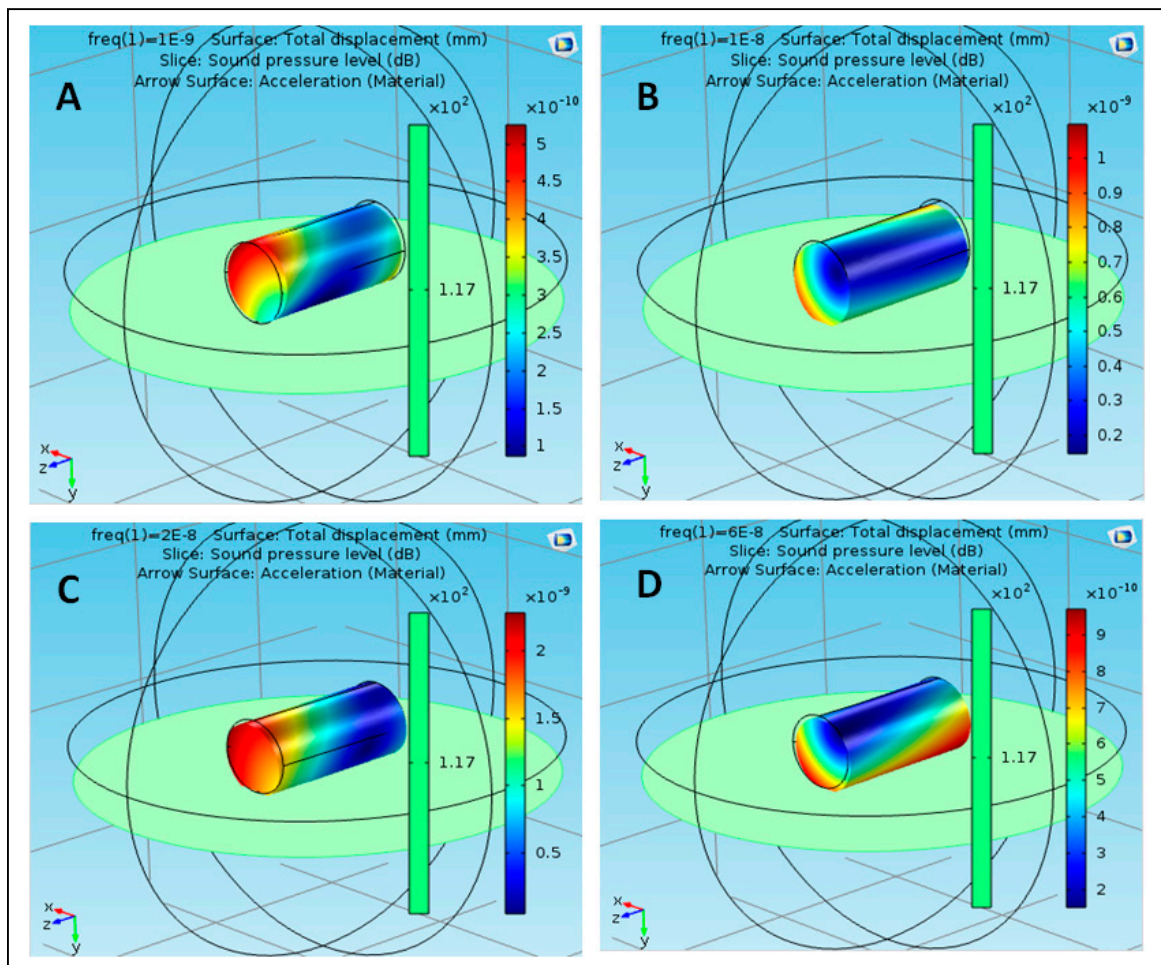 freq(1)=1E-9 Surface: Total displacement (mm)
Slice: Sound pressure level (dB)
Arrow Surface: Acceleration (Material)
A
×10²
×10⁻¹⁰
5
4.5
4
3.5
3
2.5
2
1.5
1
1.17
x
z
y
freq(1)=1E-8 Surface: Total displacement (mm)
Slice: Sound pressure level (dB)
Arrow Surface: Acceleration (Material)
B
×10²
×10⁻⁹
1
0.9
0.8
0.7
0.6
0.5
0.4
0.3
0.2
1.17
x
z
y
freq(1)=2E-8 Surface: Total displacement (mm)
Slice: Sound pressure level (dB)
Arrow Surface: Acceleration (Material)
C
×10²
×10⁻⁹
2
1.5
1
0.5
1.17
x
z
y
freq(1)=6E-8 Surface: Total displacement (mm)
Slice: Sound pressure level (dB)
Arrow Surface: Acceleration (Material)
D
×10²
×10⁻¹⁰
9
8
7
6
5
4
3
2
1.17
x
z
y